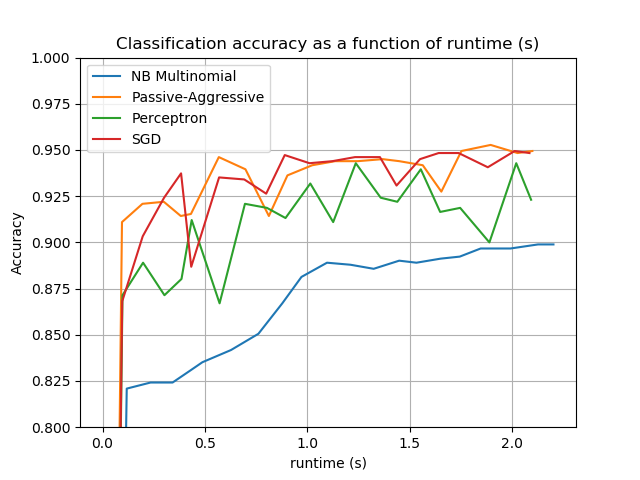 Classification accuracy as a function of runtime (s)
1.000
0.975
0.950
0.925
0.900
0.875
0.850
0.825
0.800
Accuracy
NB Multinomial
Passive-Aggressive
Perceptron
SGD
0.0 0.5 1.0 1.5 2.0
runtime (s)